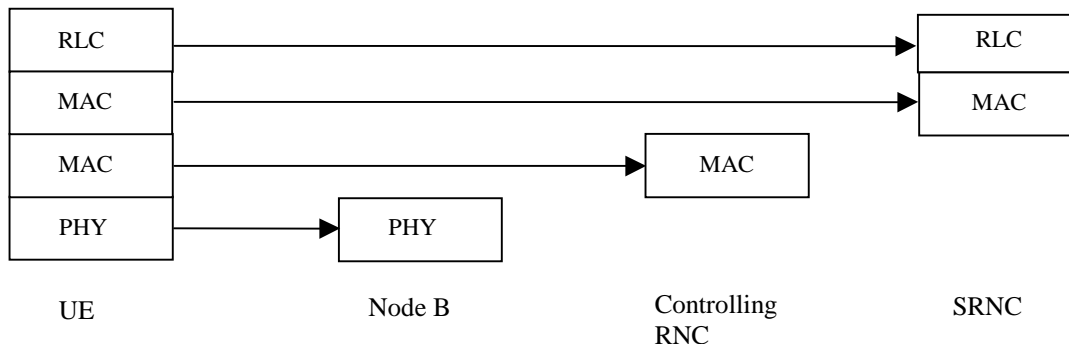 RLC
RLC
MAC
MAC
MAC
MAC
PHY
PHY
UE
Node B
Controlling
RNC
SRNC